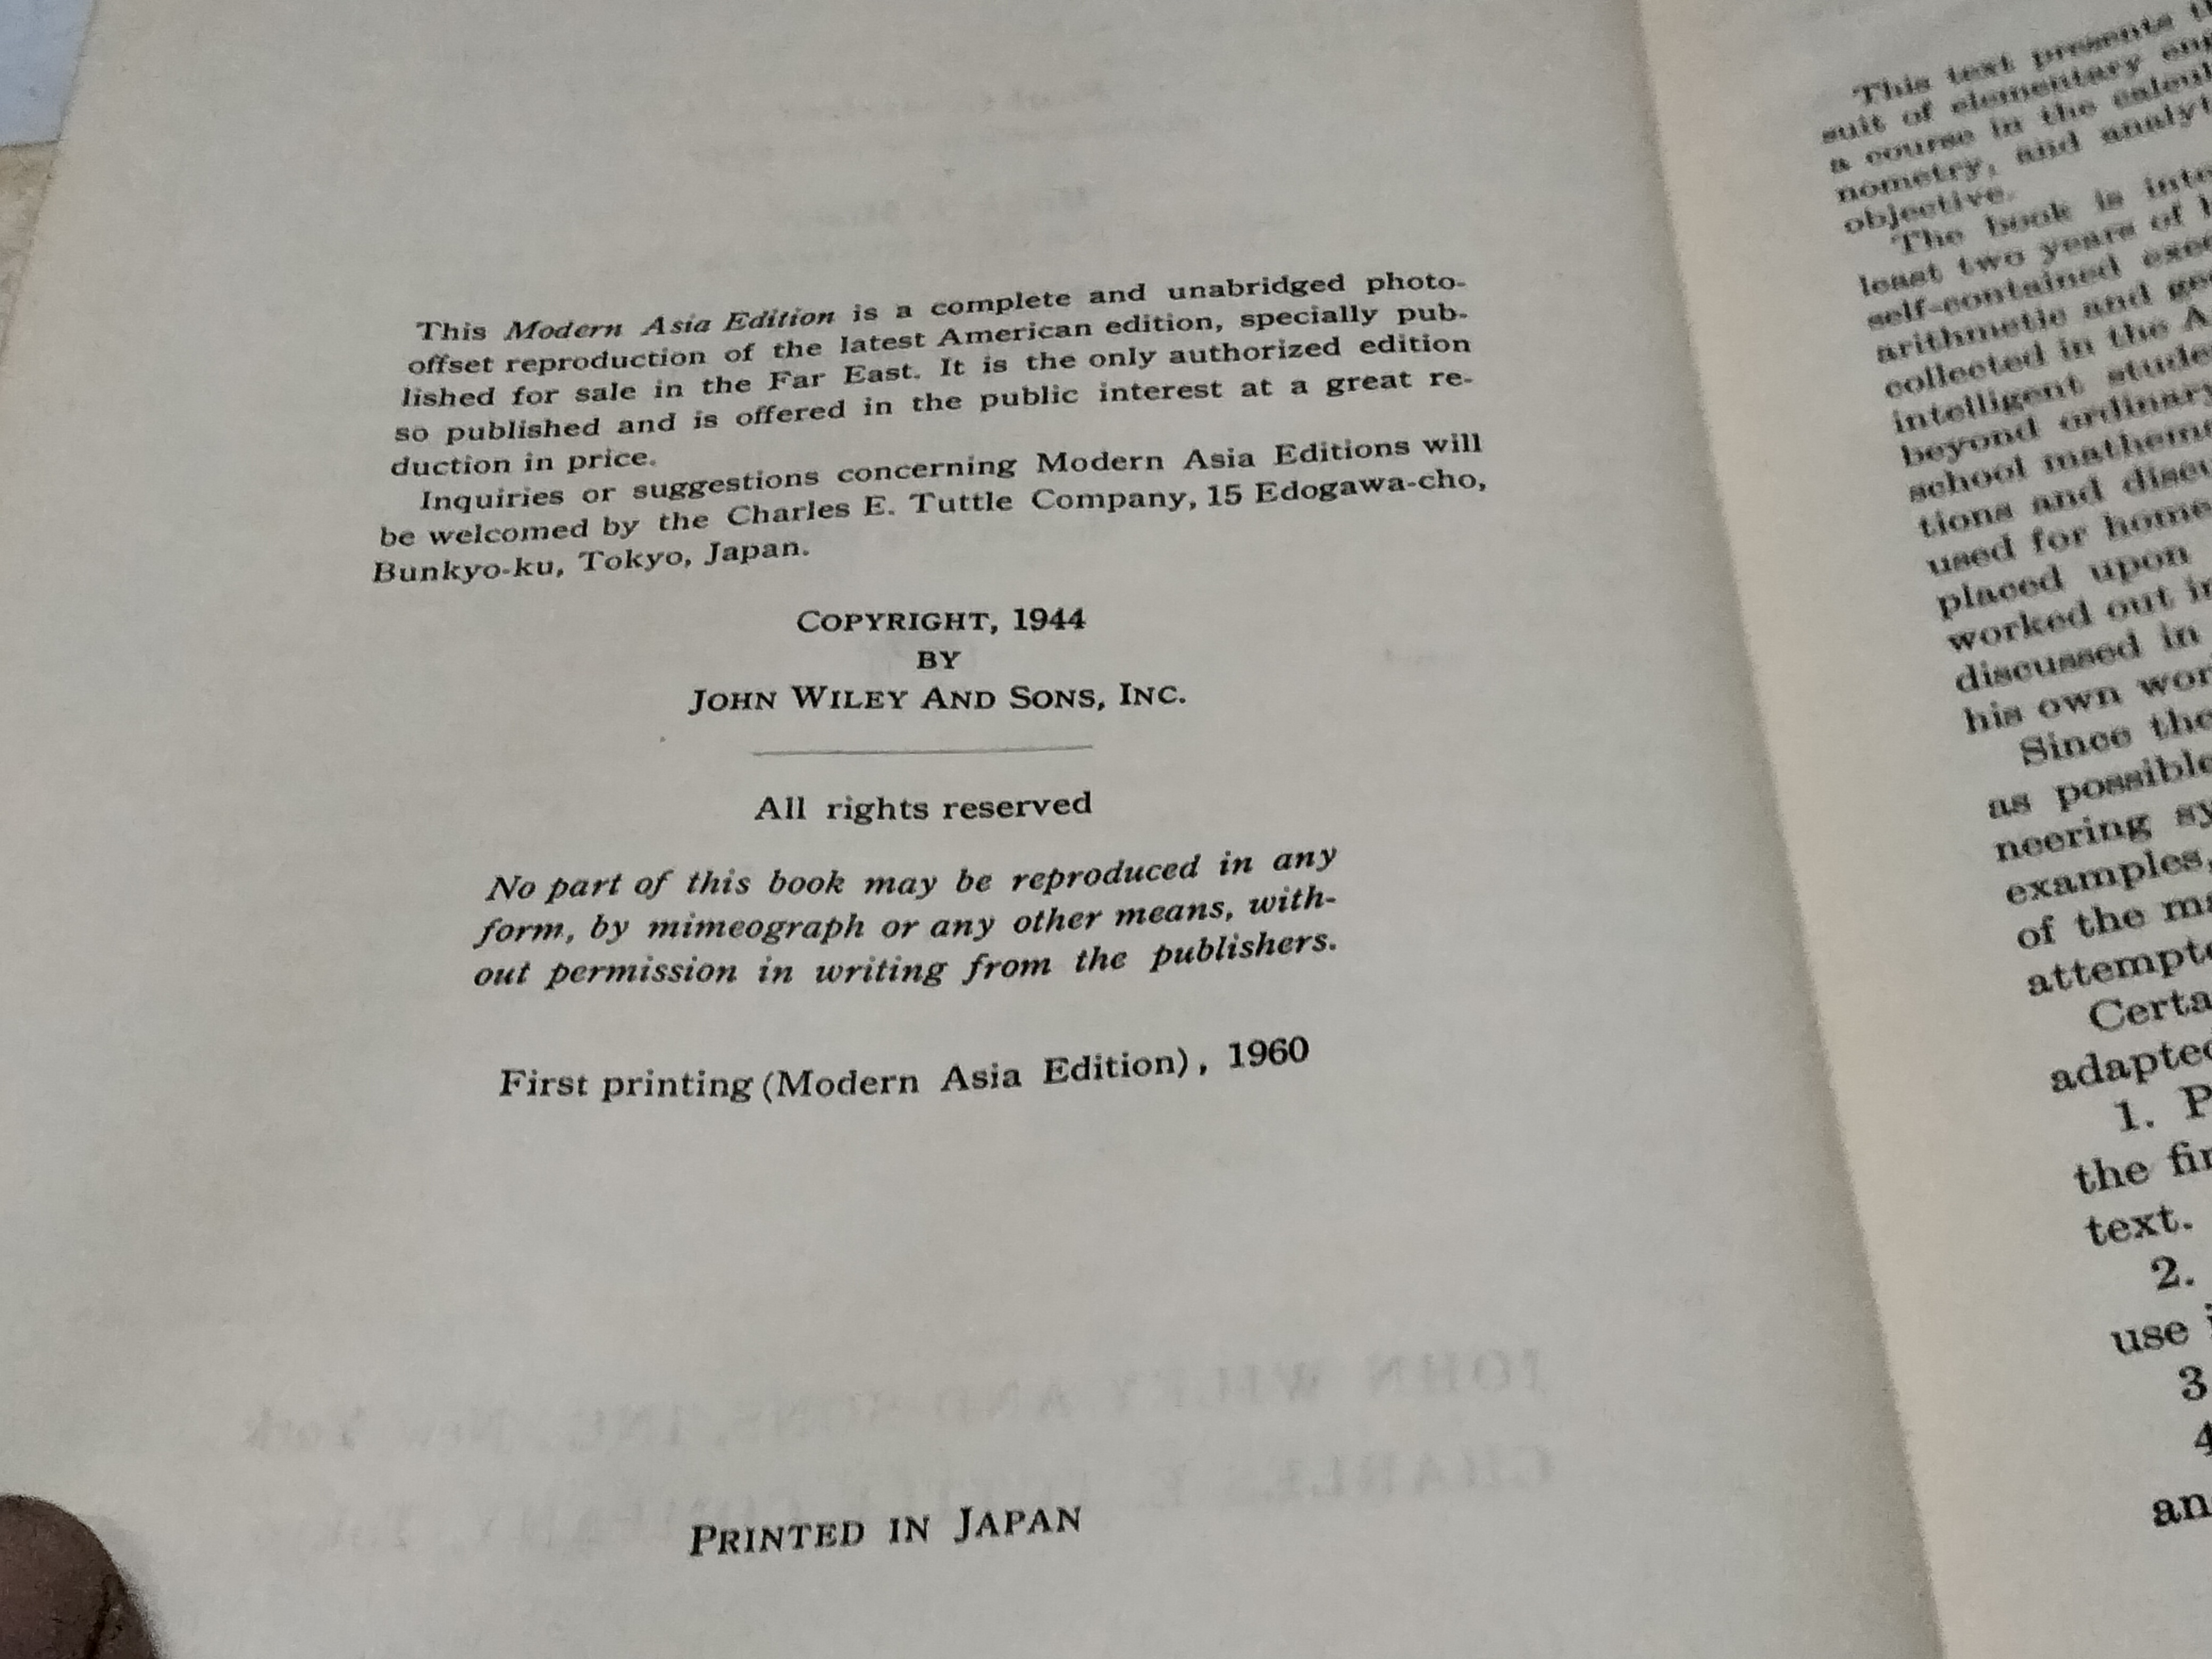 This Modern Asia Edition is a complete and unabridged photo-
offset reproduction of the latest American edition, specially pub-
lished for sale in the Far East. It is the only authorized edition
so published and is offered in the public interest at a great re-
duction in price.
Inquiries or suggestions concerning Modern Asia Editions will
be welcomed by the Charles E. Tuttle Company, 15 Edogawa-cho,
Bunkyo-ku, Tokyo, Japan.
COPYRIGHT, 1944
BY
JOHN WILEY AND SONS, INC.
All rights reserved
No part of this book may be reproduced in any
form, by mimeograph or any other means, with-
out permission in writing from the publishers.
First printing (Modern Asia Edition), 1960
PRINTED IN JAPAN
This text presents
suit of elementary
a course in the
nometry, and
objective.
The book is
least two years of
self-contained
arithmetic and
collected in the
intelligent
beyond ordinary
school
tions and
used for home
placed upon
worked out
discussed in
his own
Since the
as possible
neering
examples,
of the
Certa
adapted
1. P
the
text.
2.
use
3
4
an